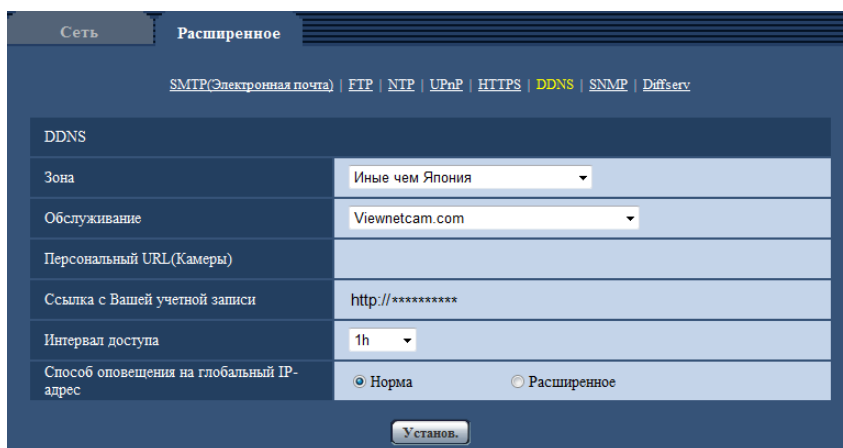 Сеть Расширенное
SMTP(Электронная почта) | FTP | NTP | UPnP | HTTPS | DDNS | SNMP | Diffserv
DDNS
Зона Иные чем Япония
Обслуживание Viewnetcam.com
Персональный URL(Камеры)
Ссылка с Вашей учетной записи http://**********
Интервал доступа 1h
Способ оповещения на глобальный IP-
адрес Норма Расширенное
Установ.